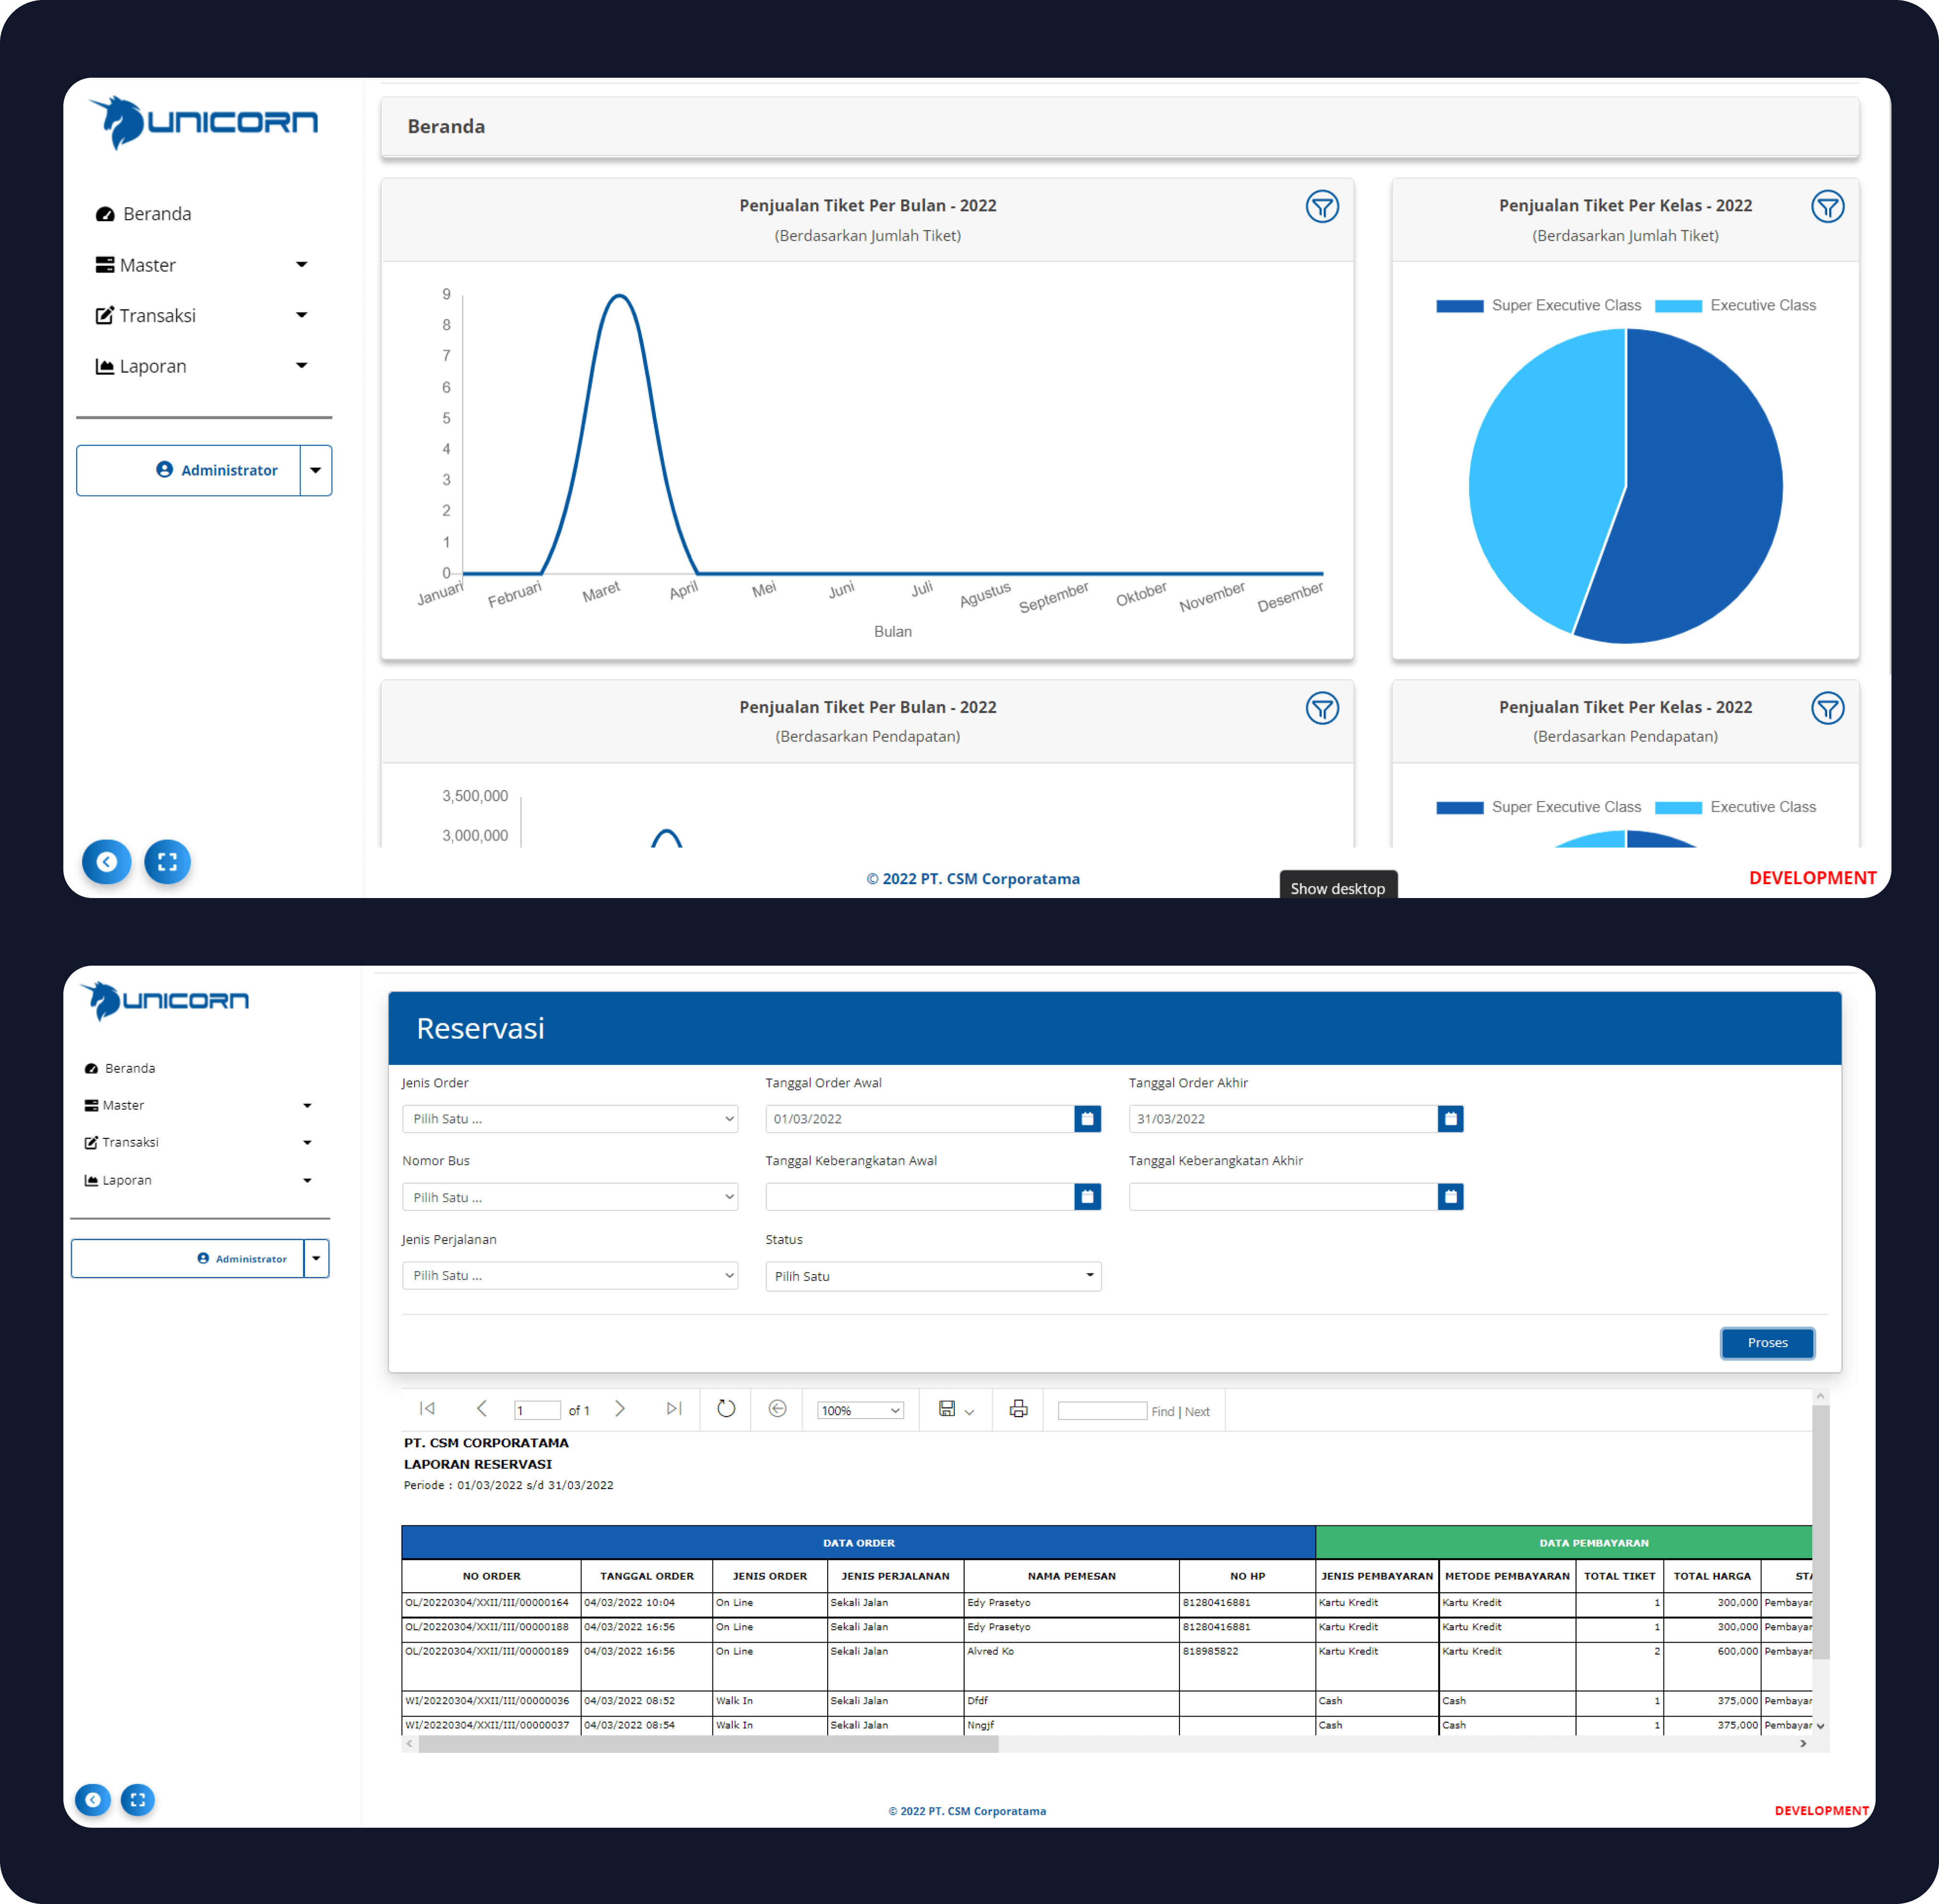 UNICORN
Beranda
Master
Transaksi
Laporan
Administrator
Beranda
Penjualan Tiket Per Bulan - 2022
(Berdasarkan Jumlah Tiket)
9
8
7
6
5
4
3
2
1
0
Januari Februari Maret April Mei Juni Juli Agustus September Oktober November Desember
Bulan
Penjualan Tiket Per Kelas - 2022
(Berdasarkan Jumlah Tiket)
Super Executive Class Executive Class
Penjualan Tiket Per Bulan - 2022
(Berdasarkan Pendapatan)
3,500,000
3,000,000
Penjualan Tiket Per Kelas - 2022
(Berdasarkan Pendapatan)
Super Executive Class Executive Class
© 2022 PT. CSM Corporatama
Show desktop
DEVELOPMENT
UNICORN
Beranda
Master
Transaksi
Laporan
Administrator
Reservasi
Jenis Order Tanggal Order Awal Tanggal Order Akhir
Pilih Satu ... 01/03/2022 31/03/2022
Nomor Bus Tanggal Keberangkatan Awal Tanggal Keberangkatan Akhir
Pilih Satu ...
Jenis Perjalanan Status
Pilih Satu ... Pilih Satu
Proses
1 of 1 100% Find | Next
PT. CSM CORPORATAMA
LAPORAN RESERVASI
Periode : 01/03/2022 s/d 31/03/2022
DATA ORDER DATA PEMBAYARAN
NO ORDER TANGGAL ORDER JENIS ORDER JENIS PERJALANAN NAMA PEMESAN NO HP JENIS PEMBAYARAN METODE PEMBAYARAN TOTAL TIKET TOTAL HARGA STA
OL/20220304/XXII/III/00000164 04/03/2022 10:04 On Line Sekali Jalan Edy Prasetyo 81280416881 Kartu Kredit Kartu Kredit 1 300,000 Pembayar
OL/20220304/XXII/III/00000188 04/03/2022 16:56 On Line Sekali Jalan Edy Prasetyo 81280416881 Kartu Kredit Kartu Kredit 1 300,000 Pembayar
OL/20220304/XXII/III/00000189 04/03/2022 16:56 On Line Sekali Jalan Alvred Ko 818985822 Kartu Kredit Kartu Kredit 2 600,000 Pembayar
WI/20220304/XXII/III/00000036 04/03/2022 08:52 Walk In Sekali Jalan Dfdf Cash Cash 1 375,000 Pembayar
WI/20220304/XXII/III/00000037 04/03/2022 08:54 Walk In Sekali Jalan Nngjf Cash Cash 1 375,000 Pembayar
© 2022 PT. CSM Corporatama
DEVELOPMENT